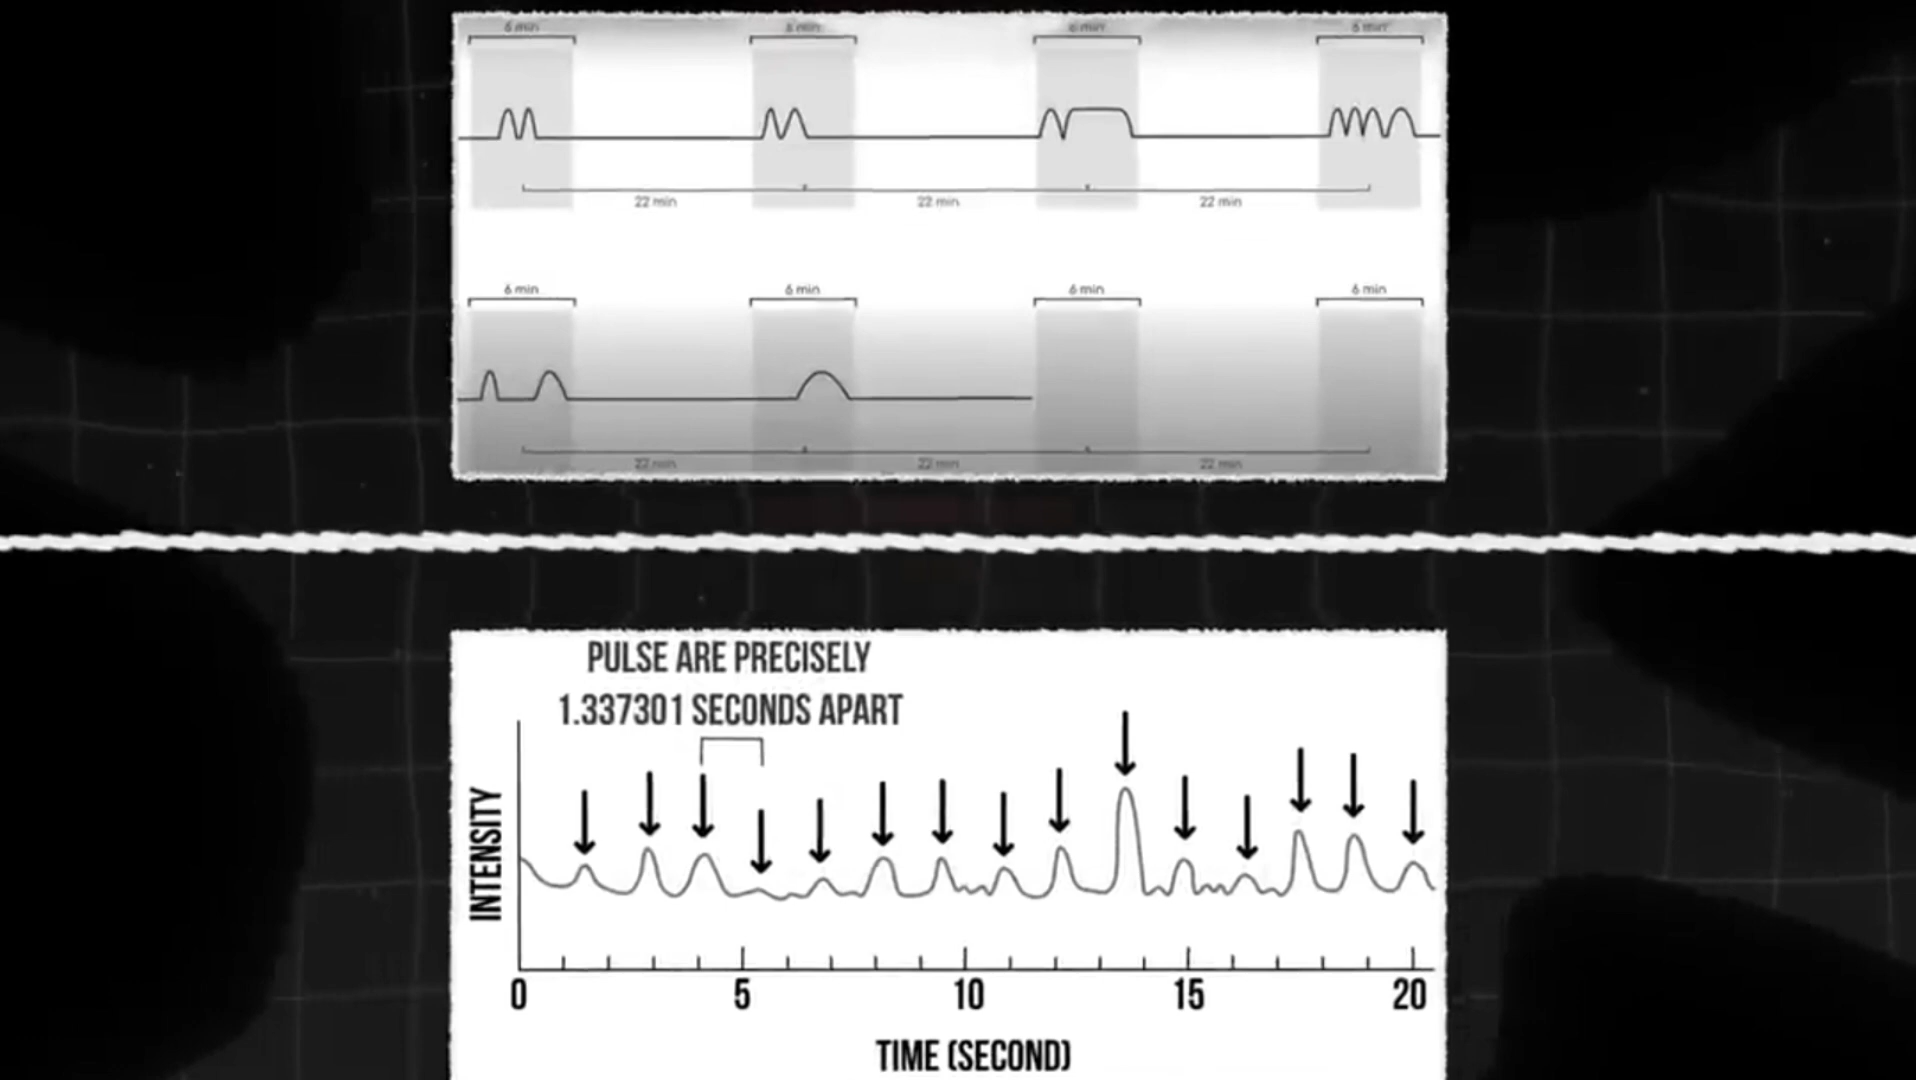 6 min 6 min 6 min 6 min
22 min 22 min 22 min
6 min 6 min 6 min 6 min
22 min 22 min 22 min
PULSE ARE PRECISELY
1.337301 SECONDS APART
INTENSITY
0 5 10 15 20
TIME (SECOND)